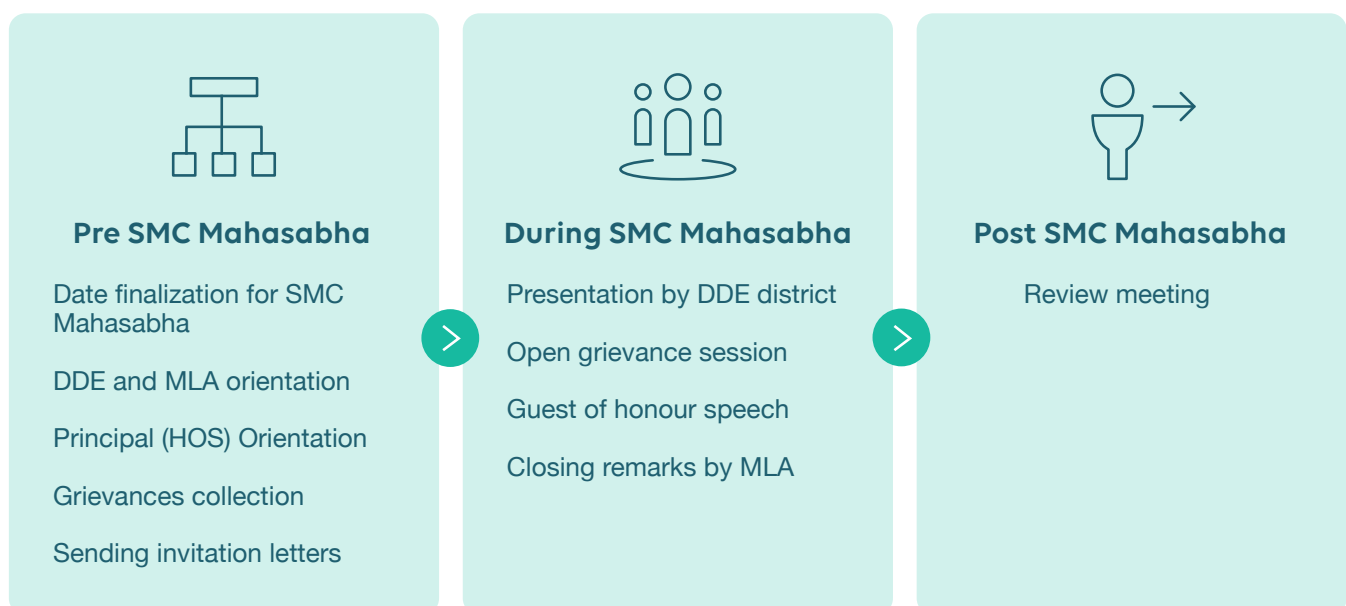 Pre SMC Mahasabha
Date finalization for SMC
Mahasabha
DDE and MLA orientation
Principal (HOS) Orientation
Grievances collection
Sending invitation letters
During SMC Mahasabha
Presentation by DDE district
Open grievance session
Guest of honour speech
Closing remarks by MLA
Post SMC Mahasabha
Review meeting